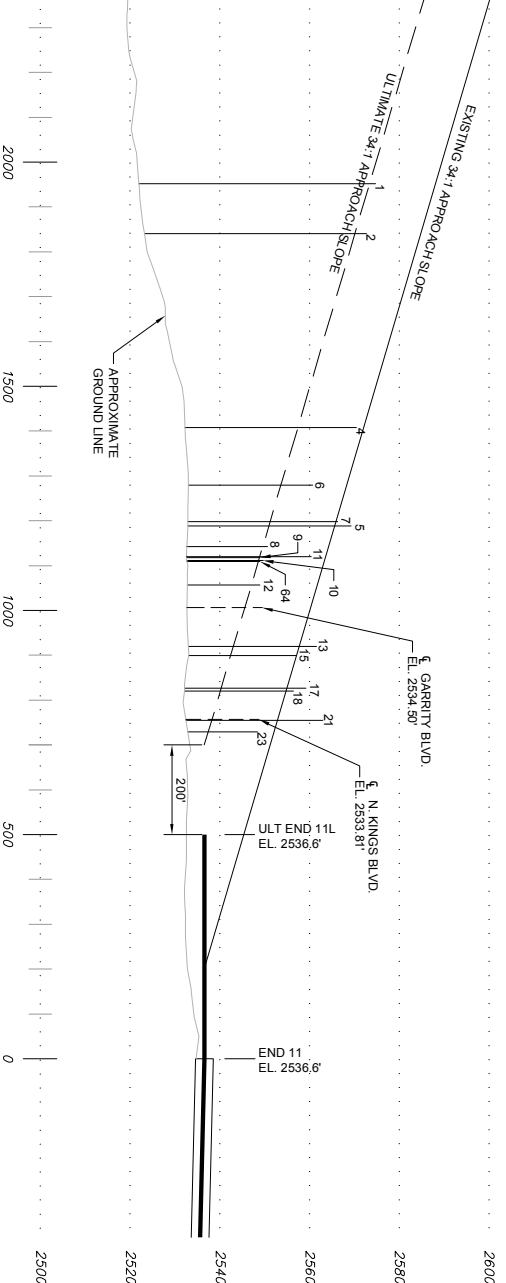 ULTIMATE 34:1 APPROACH SLOPE
EXISTING 34:1 APPROACH SLOPE
1
2
4
6
7
5
8
9
11
10
64
12
13
15
17
18
21
23
APPROXIMATE
GROUND LINE
℄ GARRITY BLVD.
EL. 2534.50'
℄ N. KINGS BLVD.
EL. 2533.81'
200'
ULT END 11L
EL. 2536.6'
END 11
EL. 2536.6'
2000
1500
1000
500
0
2500
2520
2540
2560
2580
2600